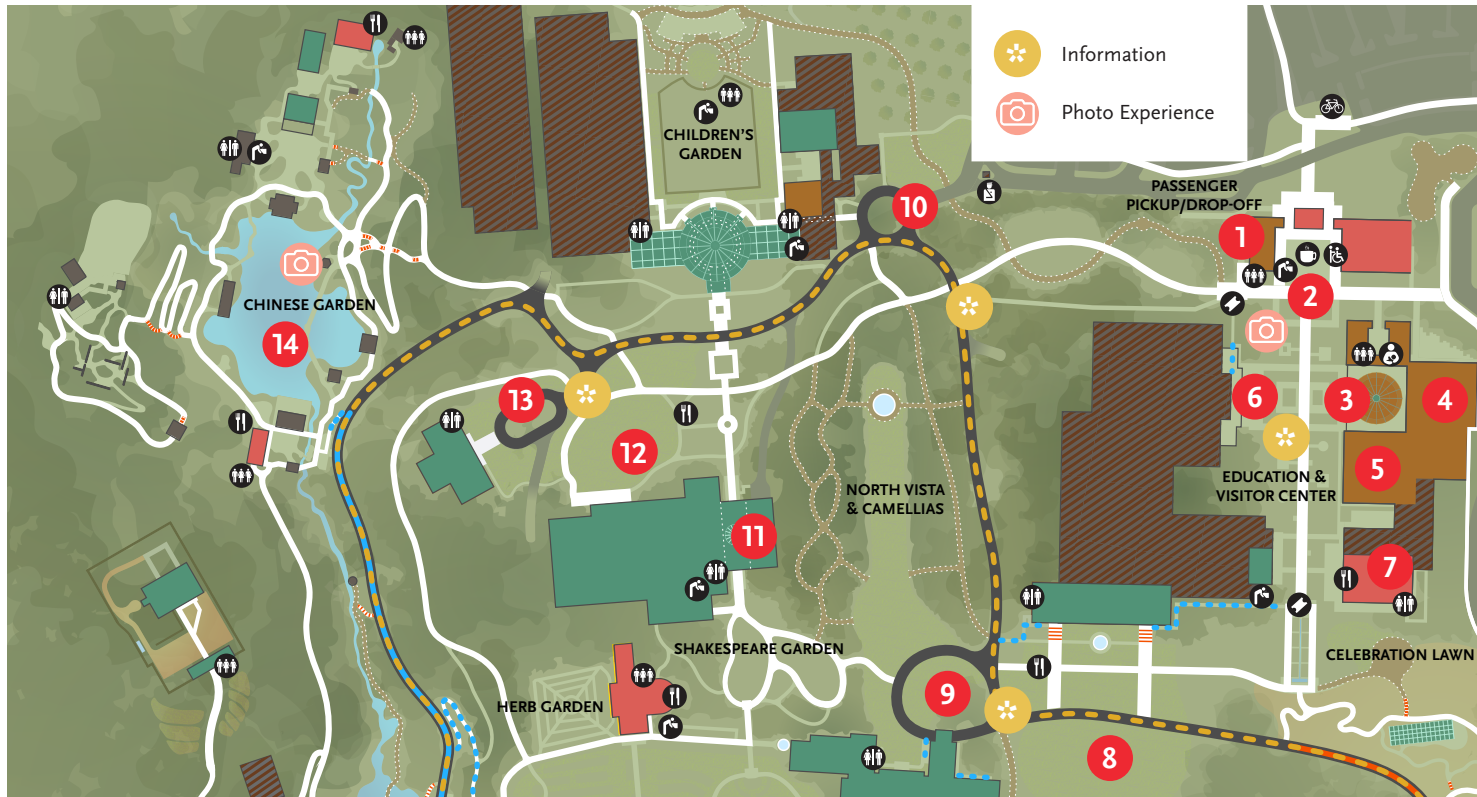 Information
Photo Experience
CHILDREN'S
GARDEN
10
PASSENGER
PICKUP/DROP-OFF
1
2
CHINESE GARDEN
14
13
12
6
3
4
5
EDUCATION &
VISITOR CENTER
NORTH VISTA
& CAMELLIAS
11
7
SHAKESPEARE GARDEN
CELEBRATION LAWN
HERB GARDEN
9
8